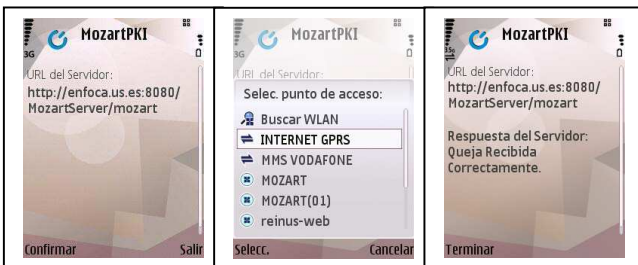 MozartPKI
3G
URL del Servidor:
http://enfoca.us.es:8080/
MozartServer/mozart
Confirmar Salir
MozartPKI
3G
URL del Servidor:
Selec. punto de acceso:
Buscar WLAN
INTERNET GPRS
MMS VODAFONE
MOZART
MOZART(01)
reinus-web
Selecc. Cancelar
MozartPKI
URL del Servidor:
http://enfoca.us.es:8080/
MozartServer/mozart
Respuesta del Servidor:
Queja Recibida
Correctamente.
Terminar